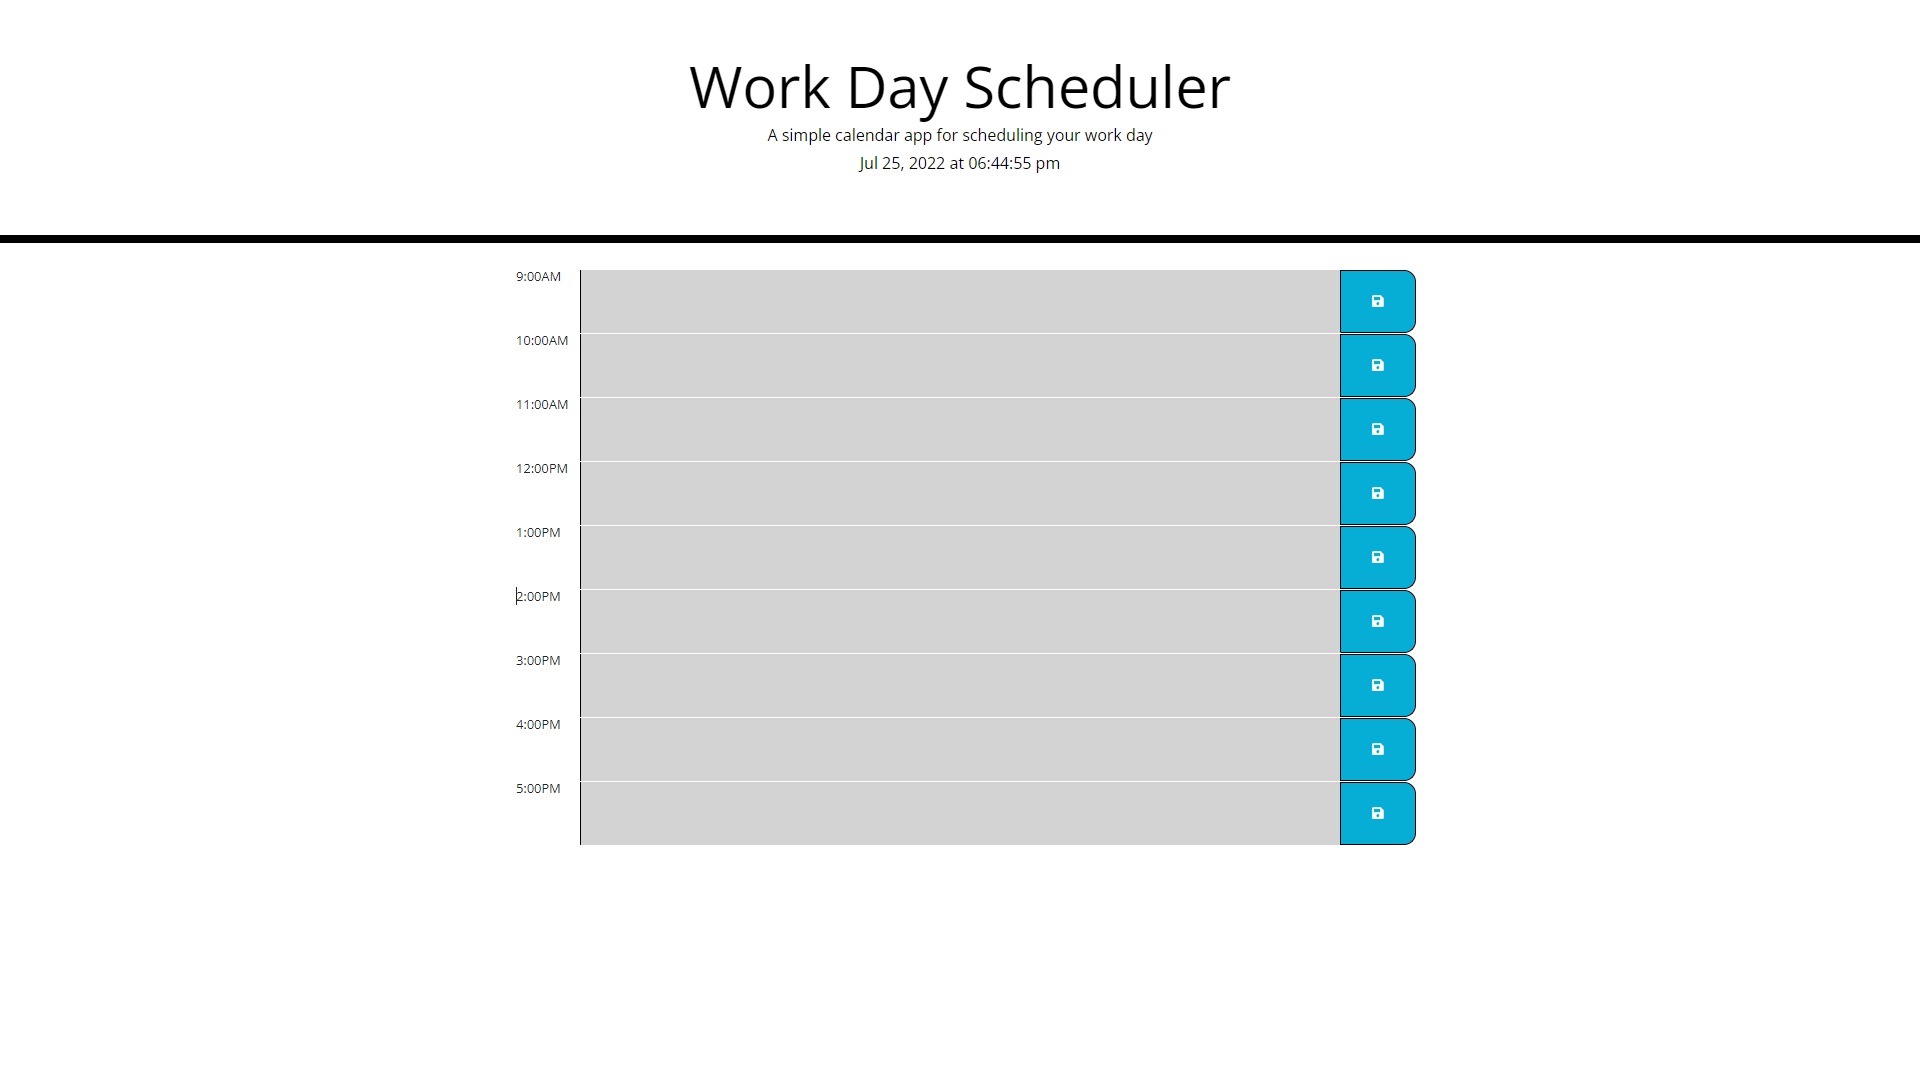 Work Day Scheduler
A simple calendar app for scheduling your work day
Jul 25, 2022 at 06:44:55 pm
9:00AM
10:00AM
11:00AM
12:00PM
1:00PM
2:00PM
3:00PM
4:00PM
5:00PM